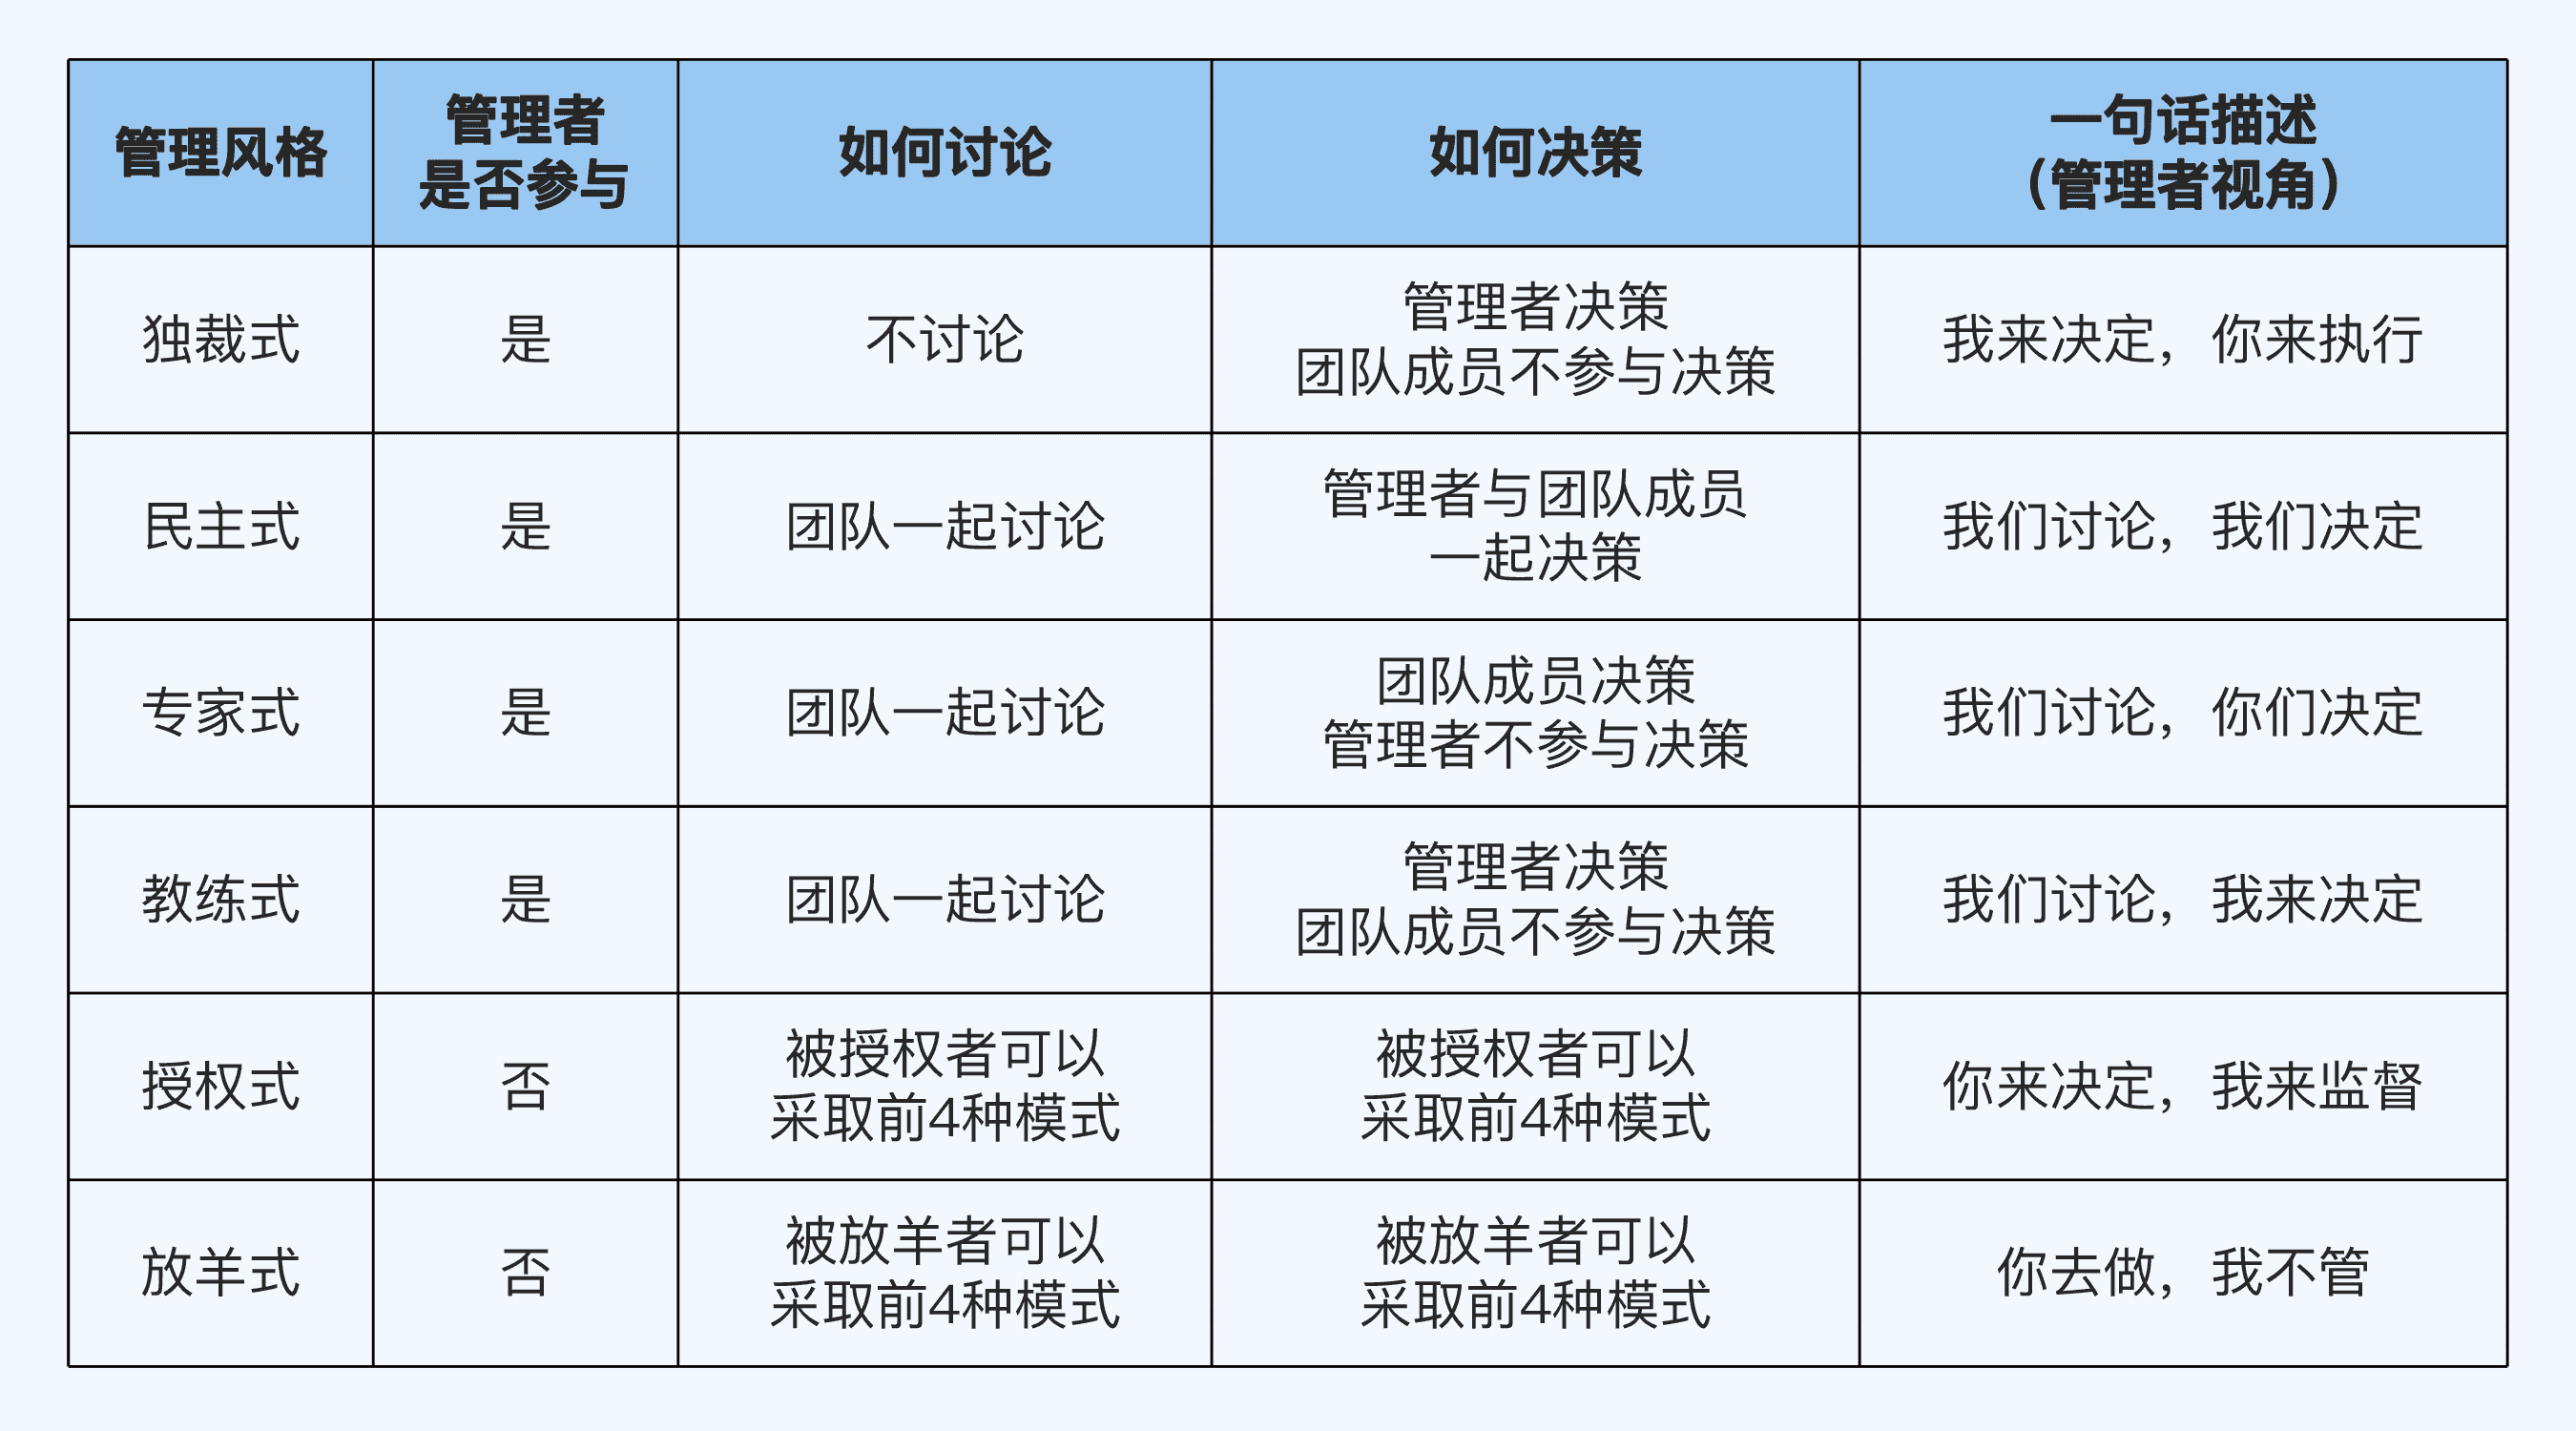 管理风格
管理者
是否参与
如何讨论
如何决策
一句话描述
（管理者视角）
独裁式
是
不讨论
管理者决策
团队成员不参与决策
我来决定，你来执行
民主式
是
团队一起讨论
管理者与团队成员
一起决策
我们讨论，我们决定
专家式
是
团队一起讨论
团队成员决策
管理者不参与决策
我们讨论，你们决定
教练式
是
团队一起讨论
管理者决策
团队成员不参与决策
我们讨论，我来决定
授权式
否
被授权者可以
采取前4种模式
被授权者可以
采取前4种模式
你来决定，我来监督
放羊式
否
被放羊者可以
采取前4种模式
被放羊者可以
采取前4种模式
你去做，我不管